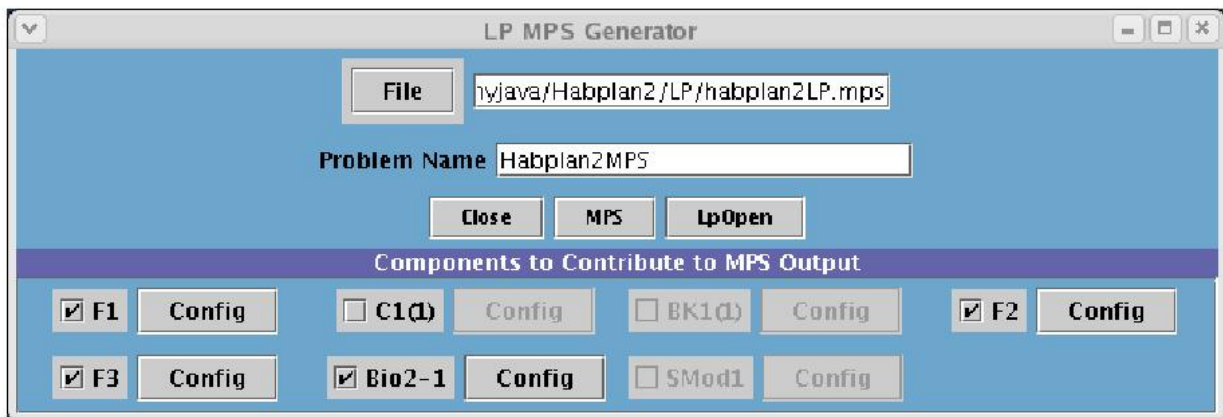 LP MPS Generator
File yjava/Habplan2/LP/habplan2LP.mps
Problem Name Habplan2MPS
Close MPS LpOpen
Components to Contribute to MPS Output
F1 Config C1(1) Config BK1(1) Config F2 Config
F3 Config Bio2-1 Config SMod1 Config